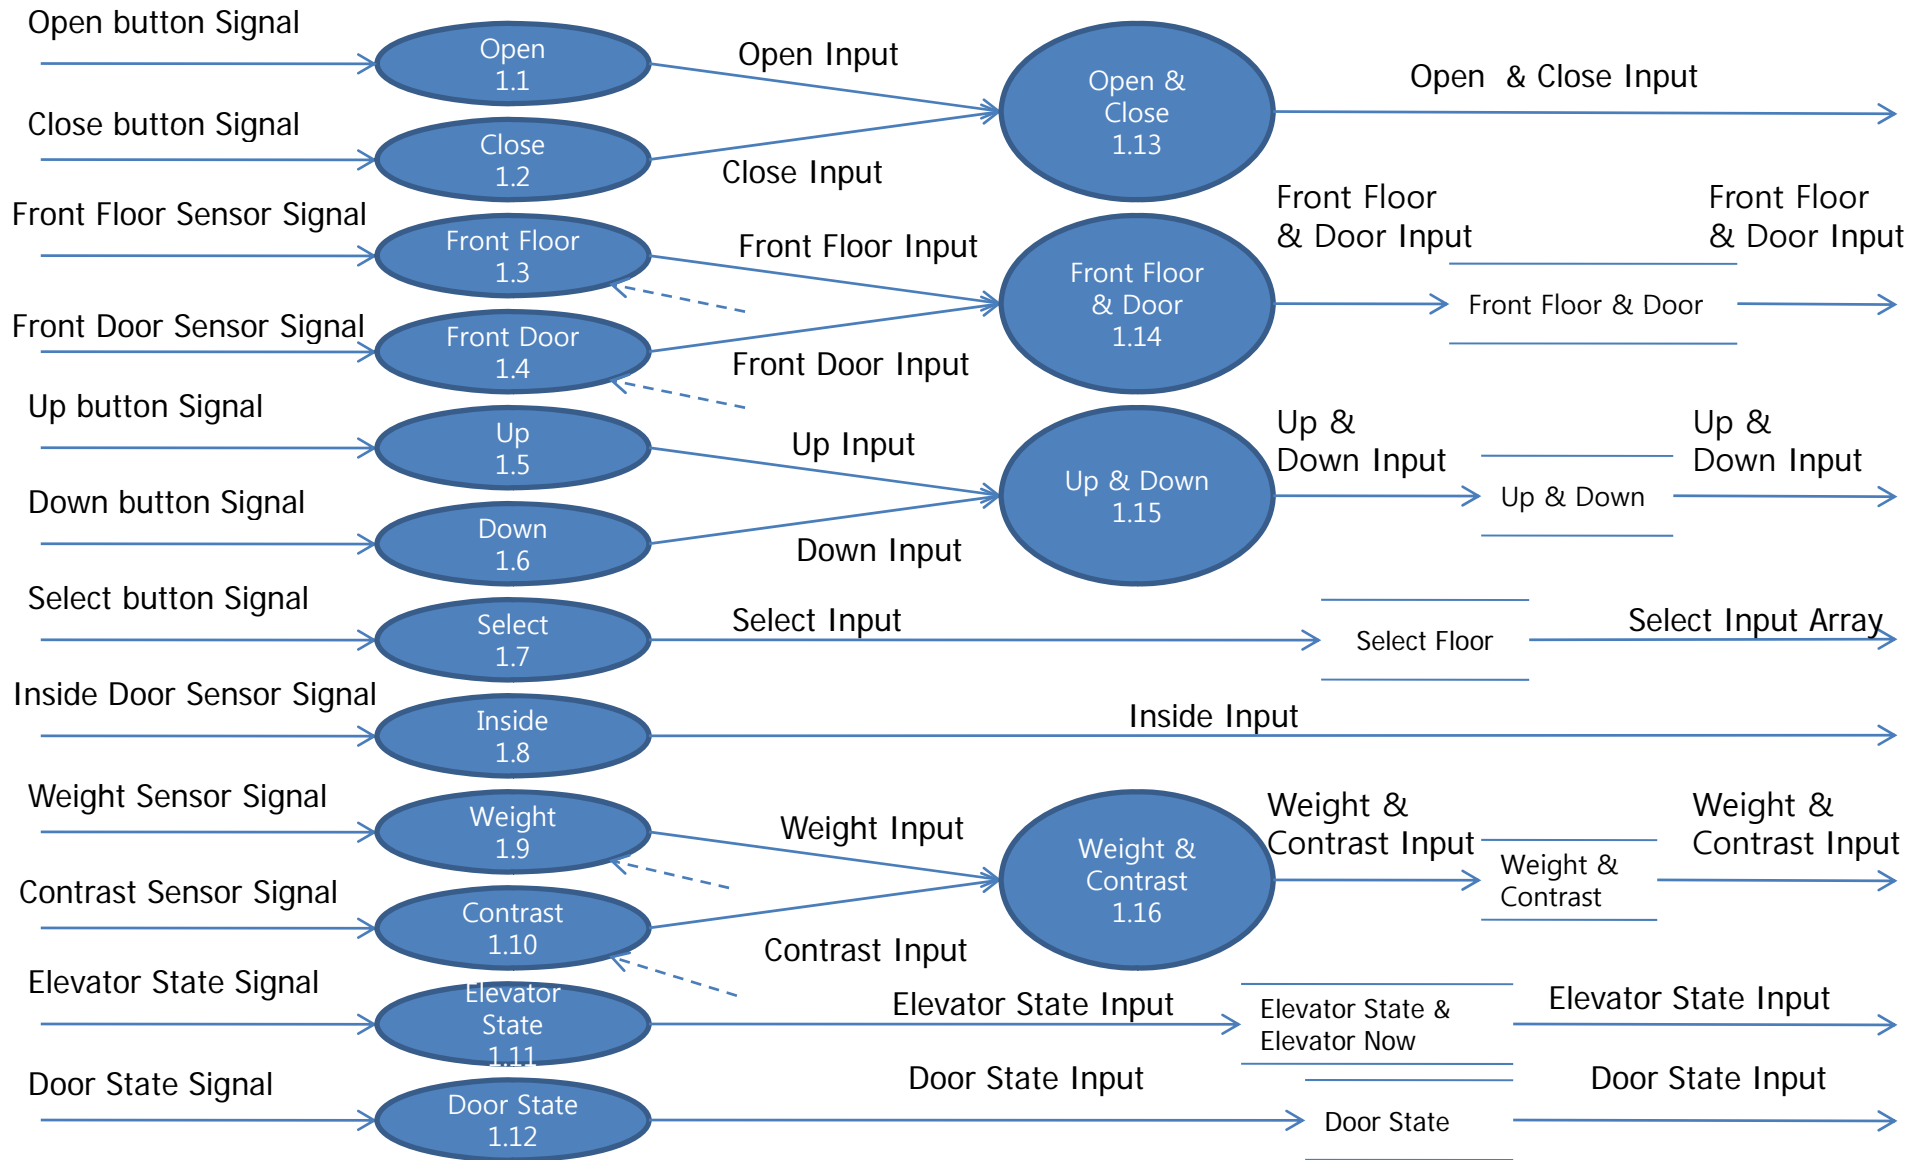 Open button Signal
Open
1.1
Open Input
Open &
Close
1.13
Open & Close Input
Close button Signal
Close
1.2
Close Input
Front Floor Sensor Signal
Front Floor
1.3
Front Floor Input
Front Floor
& Door
1.14
Front Floor
& Door Input
Front Floor & Door
Front Floor
& Door Input
Front Door Sensor Signal
Front Door
1.4
Front Door Input
Up button Signal
Up
1.5
Up Input
Up & Down
1.15
Up &
Down Input
Up & Down
Up &
Down Input
Down button Signal
Down
1.6
Down Input
Select button Signal
Select
1.7
Select Input
Select Floor
Select Input Array
Inside Door Sensor Signal
Inside
1.8
Inside Input
Weight Sensor Signal
Weight
1.9
Weight Input
Weight &
Contrast
1.16
Weight &
Contrast Input
Weight &
Contrast
Weight &
Contrast Input
Contrast Sensor Signal
Contrast
1.10
Contrast Input
Elevator State Signal
Elevator
State
1.11
Elevator State Input
Elevator State &
Elevator Now
Elevator State Input
Door State Signal
Door State
1.12
Door State Input
Door State
Door State Input